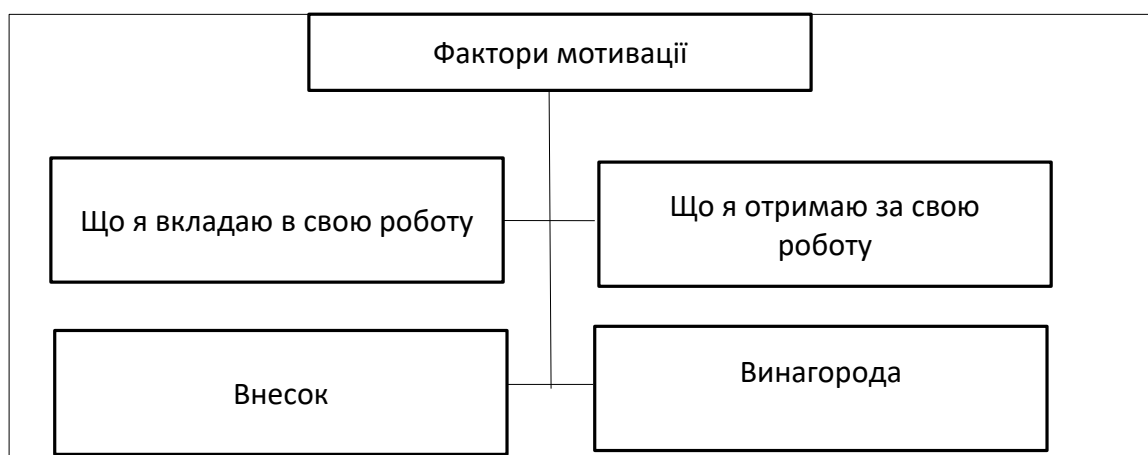 Фактори мотивації
Що я вкладаю в свою роботу
Що я отримаю за свою
роботу
Внесок
Винагорода